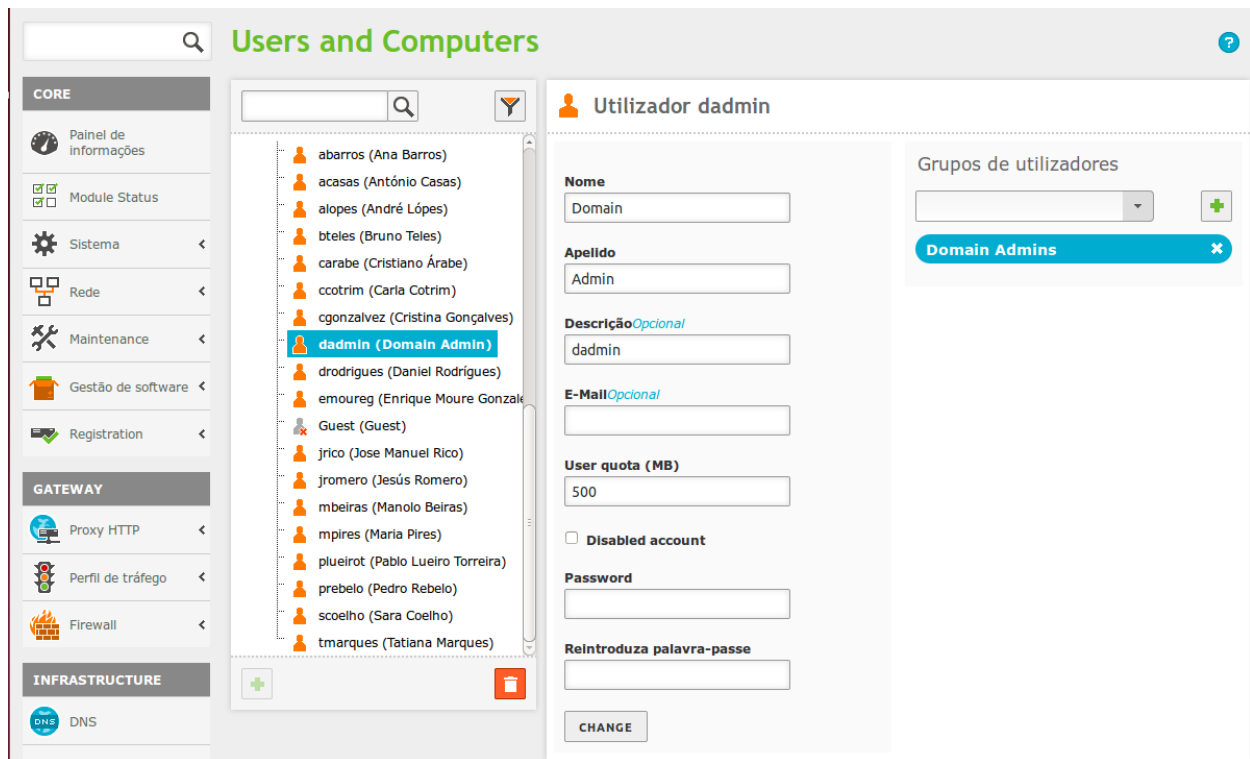 Users and Computers
?
CORE
Painel de
informações
Module Status
Sistema
Rede
Maintenance
Gestão de software
Registration
GATEWAY
Proxy HTTP
Perfil de tráfego
Firewall
INFRASTRUCTURE
DNS
DNS
abarros (Ana Barros)
acasas (António Casas)
alopes (André Lópes)
bteles (Bruno Teles)
carabe (Cristiano Árabe)
ccotrim (Carla Cotrim)
cgonzalvez (Cristina Gonçalves)
dadmin (Domain Admin)
drodrigues (Daniel Rodrígues)
emoureg (Enrique Moure Gonzale
Guest (Guest)
jrico (Jose Manuel Rico)
jromero (Jesús Romero)
mbeiras (Manolo Beiras)
mpires (Maria Pires)
plueirot (Pablo Lueiro Torreira)
prebelo (Pedro Rebelo)
scoelho (Sara Coelho)
tmarques (Tatiana Marques)
Utilizador dadmin
Nome
Domain
Apelido
Admin
DescriçãoOpcional
dadmin
E-MailOpcional
User quota (MB)
500
Disabled account
Password
Reintroduza palavra-passe
CHANGE
Grupos de utilizadores
Domain Admins